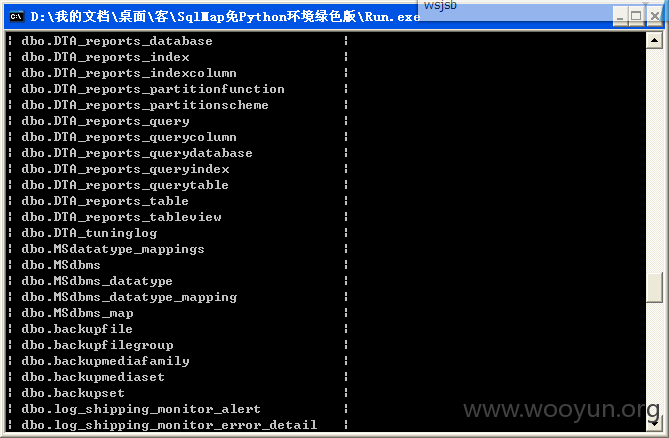 wsjsb
D:\我的文档\桌面\客\SqlMap免Python环境绿色版\Run.exe
| dbo.DTA_reports_database |
| dbo.DTA_reports_index |
| dbo.DTA_reports_indexcolumn |
| dbo.DTA_reports_partitionfunction |
| dbo.DTA_reports_partitionscheme |
| dbo.DTA_reports_query |
| dbo.DTA_reports_querycolumn |
| dbo.DTA_reports_querydatabase |
| dbo.DTA_reports_queryindex |
| dbo.DTA_reports_querytable |
| dbo.DTA_reports_table |
| dbo.DTA_reports_tableview |
| dbo.DTA_tuninglog |
| dbo.MSdatatype_mappings |
| dbo.MSdbms |
| dbo.MSdbms_datatype |
| dbo.MSdbms_datatype_mapping |
| dbo.MSdbms_map |
| dbo.backupfile |
| dbo.backupfilegroup |
| dbo.backupmediafamily |
| dbo.backupmediaset |
| dbo.backupset |
| dbo.log_shipping_monitor_alert |
| dbo.log_shipping_monitor_error_detail |
www.wooyun.org